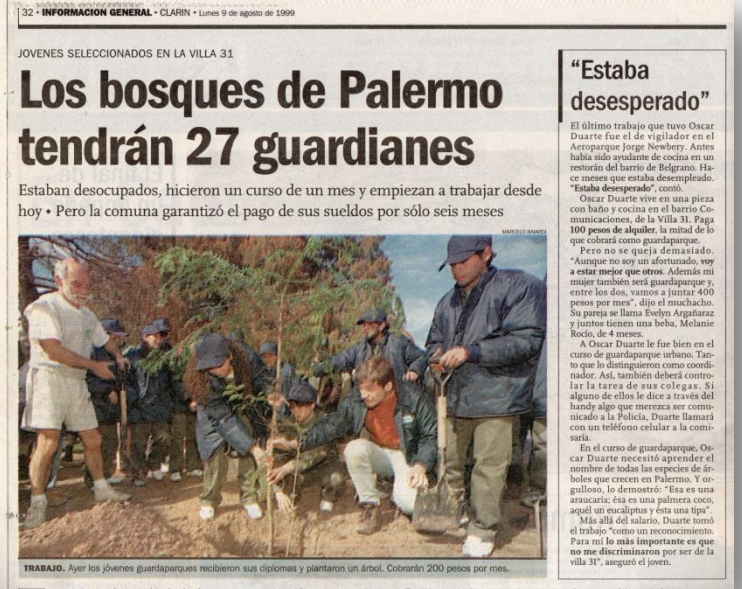 32 • INFORMACION GENERAL • CLARIN • Lunes 9 de agosto de 1999
JOVENES SELECCIONADOS EN LA VILLA 31
Los bosques de Palermo
tendrán 27 guardianes
Estaban desocupados, hicieron un curso de un mes y empiezan a trabajar desde
hoy • Pero la comuna garantizó el pago de sus sueldos por sólo seis meses
MARCELO
TRABAJO. Ayer los jóvenes guardaparques recibieron sus diplomas y plantaron un árbol. Cobrarán 200 pesos por mes.
"Estaba
desesperado"
El último trabajo que tuvo Oscar
Duarte fue el de vigilador en el
Aeroparque Jorge Newbery. Antes
había sido ayudante de cocina en un
restorán del barrio de Belgrano. Ha-
ce meses que estaba desempleado.
"Estaba desesperado", contó.
Oscar Duarte vive en una pieza
con baño y cocina en el barrio Co-
municaciones, de la Villa 31. Paga
100 pesos de alquiler, la mitad de lo
que cobrará como guardaparque.
Pero no se queja demasiado.
"Aunque no soy un afortunado, voy
a estar mejor que otros. Además mi
mujer también será guardaparque y,
entre los dos, vamos a juntar 400
pesos por mes", dijo el muchacho.
Su pareja se llama Evelyn Argañaraz
y juntos tienen una beba, Melanie
Rocío, de 4 meses.
A Oscar Duarte le fue bien en el
curso de guardaparque urbano. Tan-
to que lo distinguieron como coordi-
nador. Así, también deberá contro-
lar la tarea de sus colegas. Si
alguno de ellos le dice a través del
handy algo que merezca ser comu-
nicado a la Policía, Duarte llamará
con un teléfono celular a la comi-
saría.
En el curso de guardaparque, Os-
car Duarte necesitó aprender el
nombre de todas las especies de ár-
boles que crecen en Palermo. Y or-
gulloso, lo demostró: "Esa es una
araucaria; ésa es una palmera coco,
aquél un eucaliptus y ésta una tipa".
Más allá del salario, Duarte tomó
el trabajo "como un reconocimiento.
Para mí lo más importante es que
no me discriminaron por ser de la
villa 31", aseguró el joven.